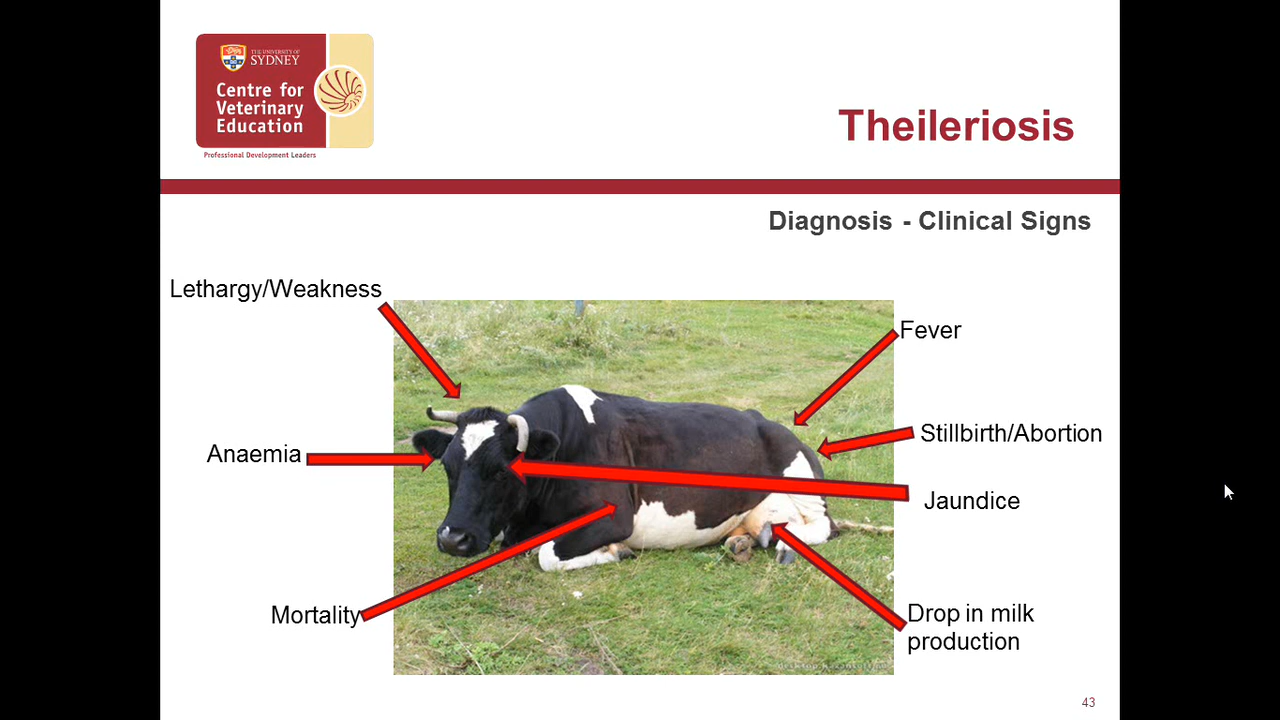 THE UNIVERSITY OF
SYDNEY
Centre for
Veterinary
Education
Professional Development Leaders
Theileriosis
Diagnosis - Clinical Signs
Lethargy/Weakness
Fever
Stillbirth/Abortion
Anaemia
Jaundice
Mortality
Drop in milk
production
43